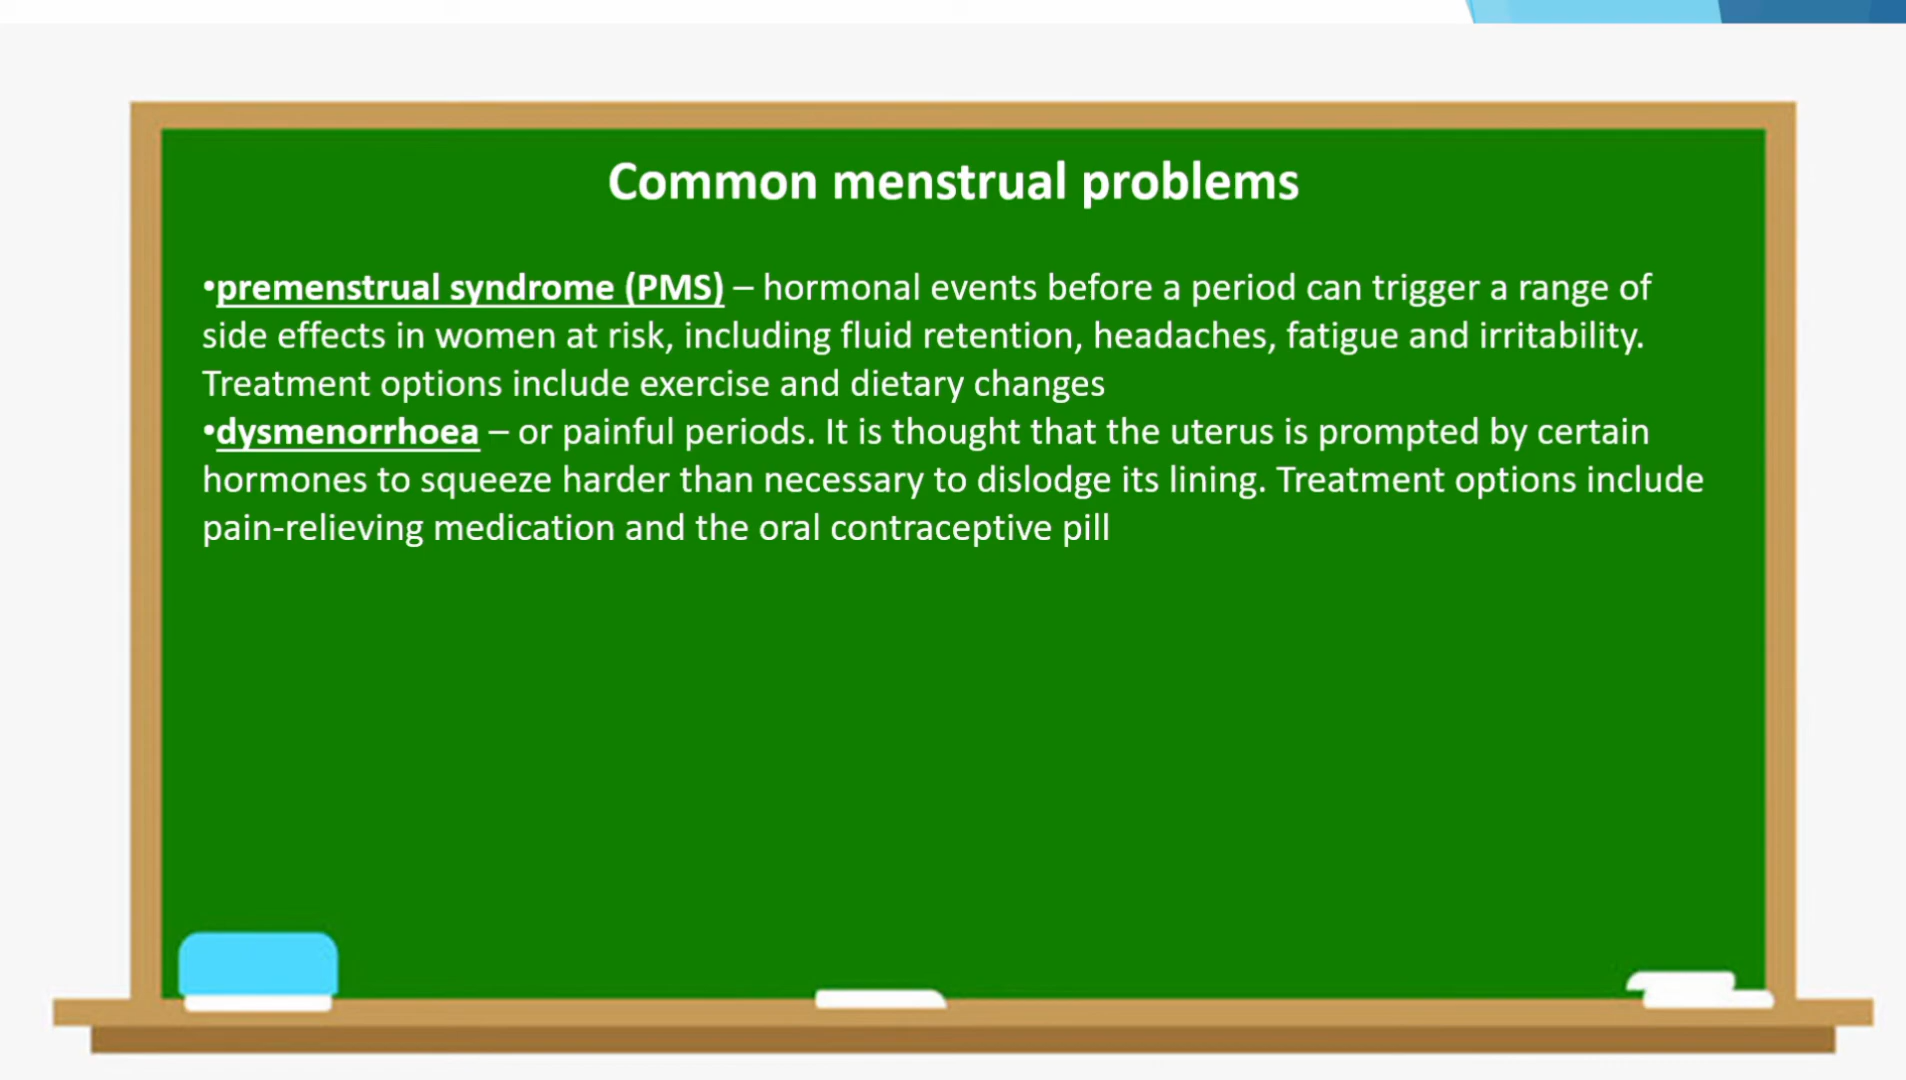 Common menstrual problems
•premenstrual syndrome (PMS) – hormonal events before a period can trigger a range of
side effects in women at risk, including fluid retention, headaches, fatigue and irritability.
Treatment options include exercise and dietary changes
•dysmenorrhoea – or painful periods. It is thought that the uterus is prompted by certain
hormones to squeeze harder than necessary to dislodge its lining. Treatment options include
pain-relieving medication and the oral contraceptive pill